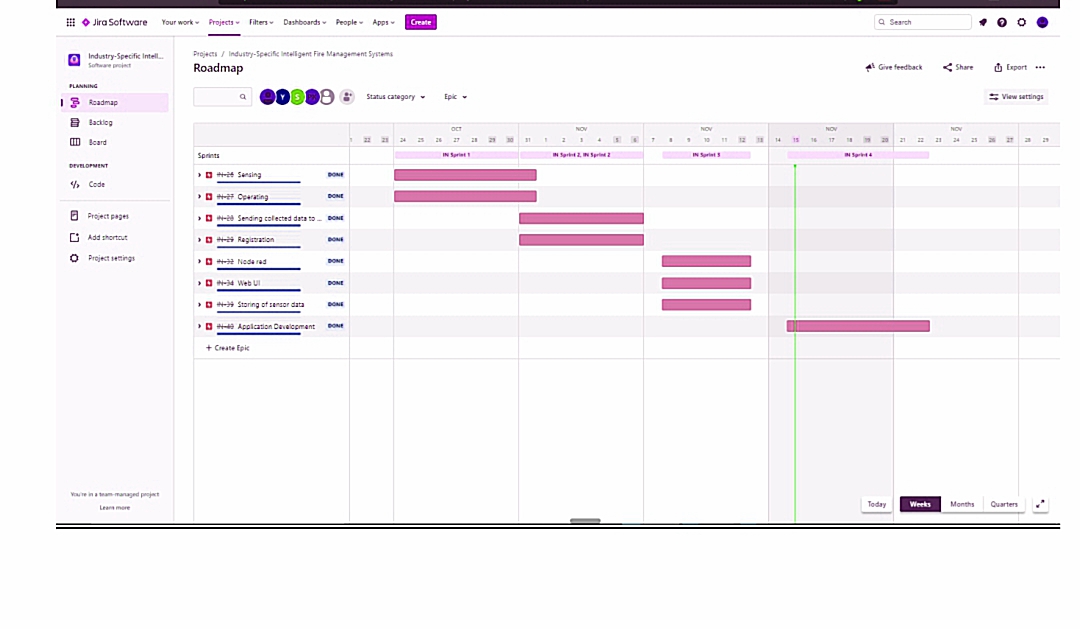 Jira Software Your work Projects Filters Dashboards People Apps Create Search
Industry-Specific Intell...
Software project
PLANNING
Roadmap
Backlog
Board
DEVELOPMENT
Code
Project pages
Add shortcut
Project settings
You're in a team-managed project
Learn more
Projects / Industry-Specific Intelligent Fire Management Systems
Roadmap
Give feedback Share Export
Y S Status category Epic View settings
OCT NOV NOV NOV NOV
22 23 24 25 26 27 28 29 30 31 1 2 3 4 5 6 7 8 9 10 11 12 13 14 15 16 17 18 19 20 21 22 23 24 25 26 27 28 29
Sprints IN Sprint 1 IN Sprint 2, IN Sprint 2 IN Sprint 3 IN Sprint 4
IN-26 Sensing DONE
IN-27 Operating DONE
IN-28 Sending collected data to ... DONE
IN-29 Registration DONE
IN-32 Node red DONE
IN-34 Web UI DONE
IN-39 Storing of sensor data DONE
IN-40 Application Development DONE
+ Create Epic
Today Weeks Months Quarters